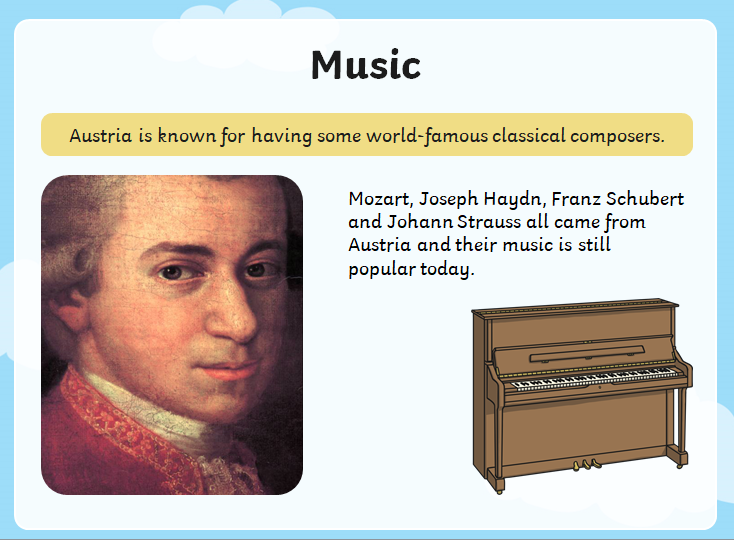 Music
Austria is known for having some world-famous classical composers.
Mozart, Joseph Haydn, Franz Schubert
and Johann Strauss all came from
Austria and their music is still
popular today.